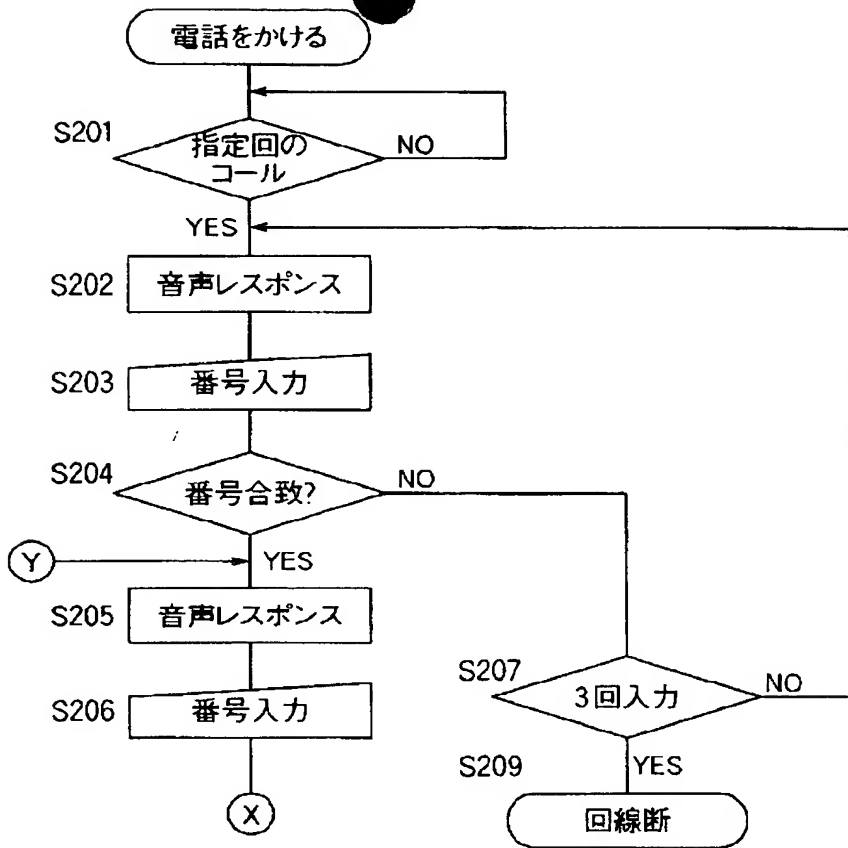 電話をかける
S201
指定回の
コール
NO
YES
S202
音声レスポンス
S203
番号入力
S204
番号合致?
NO
Y
YES
S205
音声レスポンス
S206
番号入力
S207
3回入力
NO
S209
YES
X
回線断